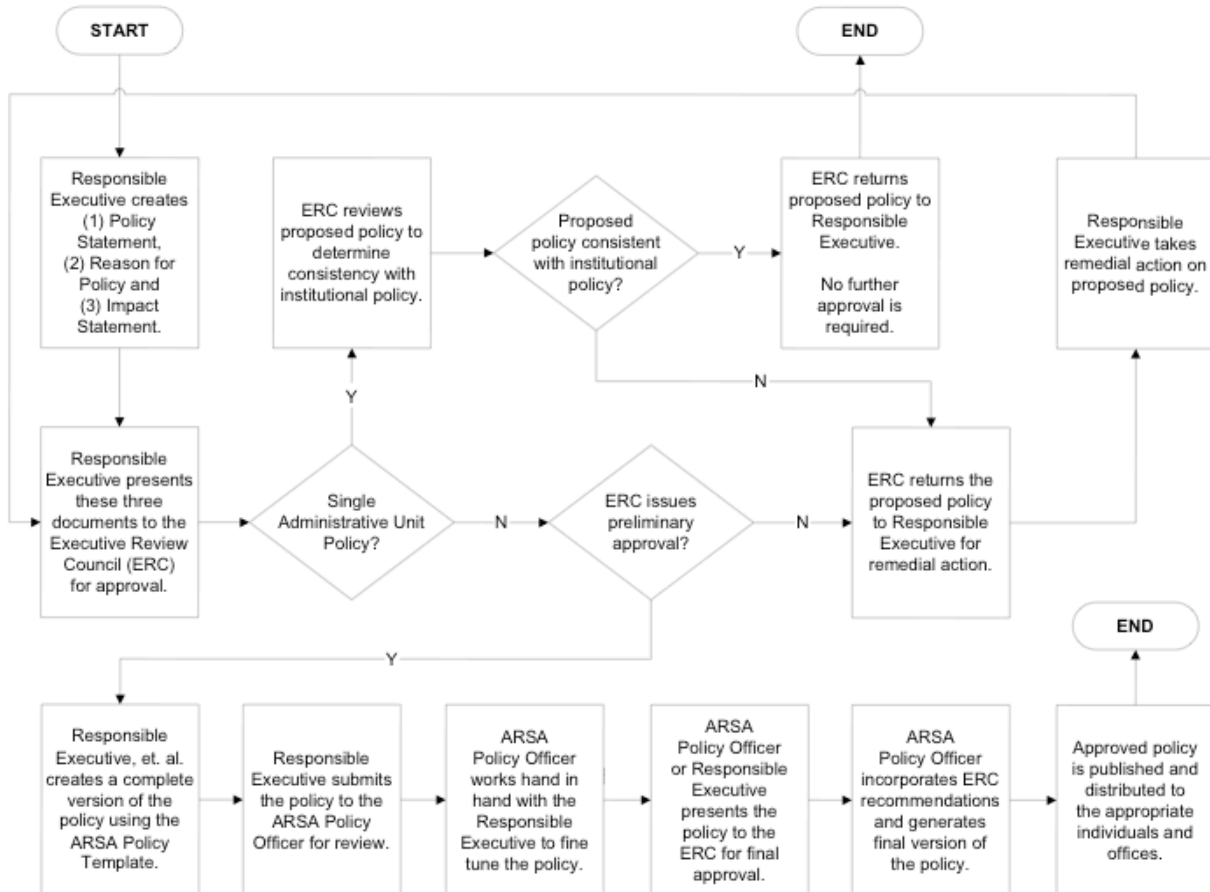 START
END
Responsible
Executive creates
(1) Policy
Statement,
(2) Reason for
Policy and
(3) Impact
Statement.
ERC reviews
proposed policy to
determine
consistency with
institutional policy.
Proposed
policy consistent
with institutional
policy?
Y
ERC returns
proposed policy to
Responsible
Executive.
No further
approval is
required.
Responsible
Executive takes
remedial action on
proposed policy.
Y
N
Responsible
Executive presents
these three
documents to the
Executive Review
Council (ERC)
for approval.
Single
Administrative Unit
Policy?
N
ERC issues
preliminary
approval?
N
ERC returns the
proposed policy
to Responsible
Executive for
remedial action.
END
Y
Responsible
Executive, et. al.
creates a complete
version of the
policy using the
ARSA Policy
Template.
Responsible
Executive submits
the policy to the
ARSA Policy
Officer for review.
ARSA
Policy Officer
works hand in
hand with the
Responsible
Executive to fine
tune the policy.
ARSA
Policy Officer
or Responsible
Executive
presents the
policy to the
ERC for final
approval.
ARSA
Policy Officer
incorporates ERC
recommendations
and generates
final version of
the policy.
Approved policy
is published and
distributed to
the appropriate
individuals and
offices.